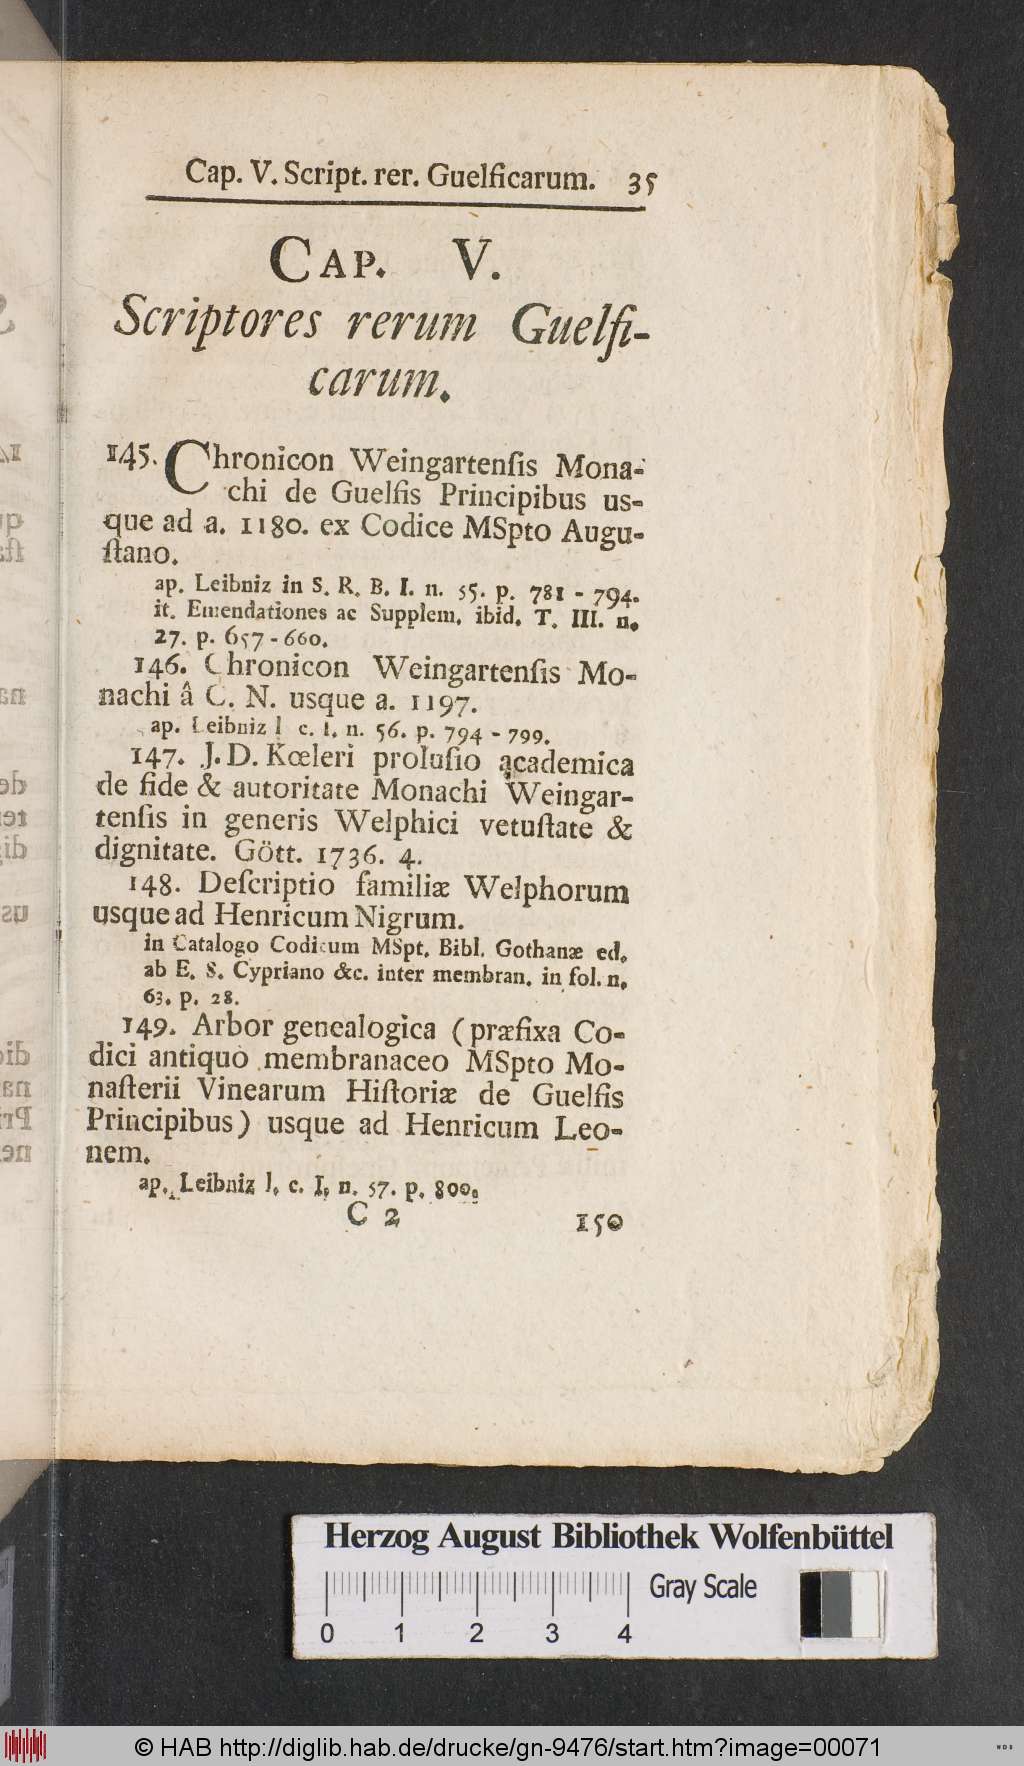 Cap. V. Script. rer. Guelficarum. 35
CAP. V.
Scriptores rerum Guelfi-
carum.
145. Chronicon Weingartenſis Mona-
chi de Guelfis Principibus us-
que ad a. 1180. ex Codice MSpto Augu-
ſtano.
ap. Leibniz in S. R. B. I. n. 55. p. 781 - 794.
it. Emendationes ac Supplem. ibid. T. III. n.
27. p. 657 - 660.
146. Chronicon Weingartenſis Mo-
nachi â C. N. usque a. 1197.
ap. Leibniz l c. I. n. 56. p. 794 - 799.
147. J. D. Kœleri proluſio academica
de fide & autoritate Monachi Weingar-
tenſis in generis Welphici vetuſtate &
dignitate. Gött. 1736. 4.
148. Deſcriptio familiæ Welphorum
usque ad Henricum Nigrum.
in Catalogo Codicum MSpt. Bibl. Gothanæ ed.
ab E. S. Cypriano &c. inter membran. in fol. n.
63. p. 28.
149. Arbor genealogica (præfixa Co-
dici antiquo membranaceo MSpto Mo-
naſterii Vinearum Hiſtoriæ de Guelfis
Principibus) usque ad Henricum Leo-
nem.
ap. Leibniz l. c. I. n. 57. p. 800.
C 2 150
Herzog August Bibliothek Wolfenbüttel
Gray Scale
0 1 2 3 4
© HAB http://diglib.hab.de/drucke/gn-9476/start.htm?image=00071